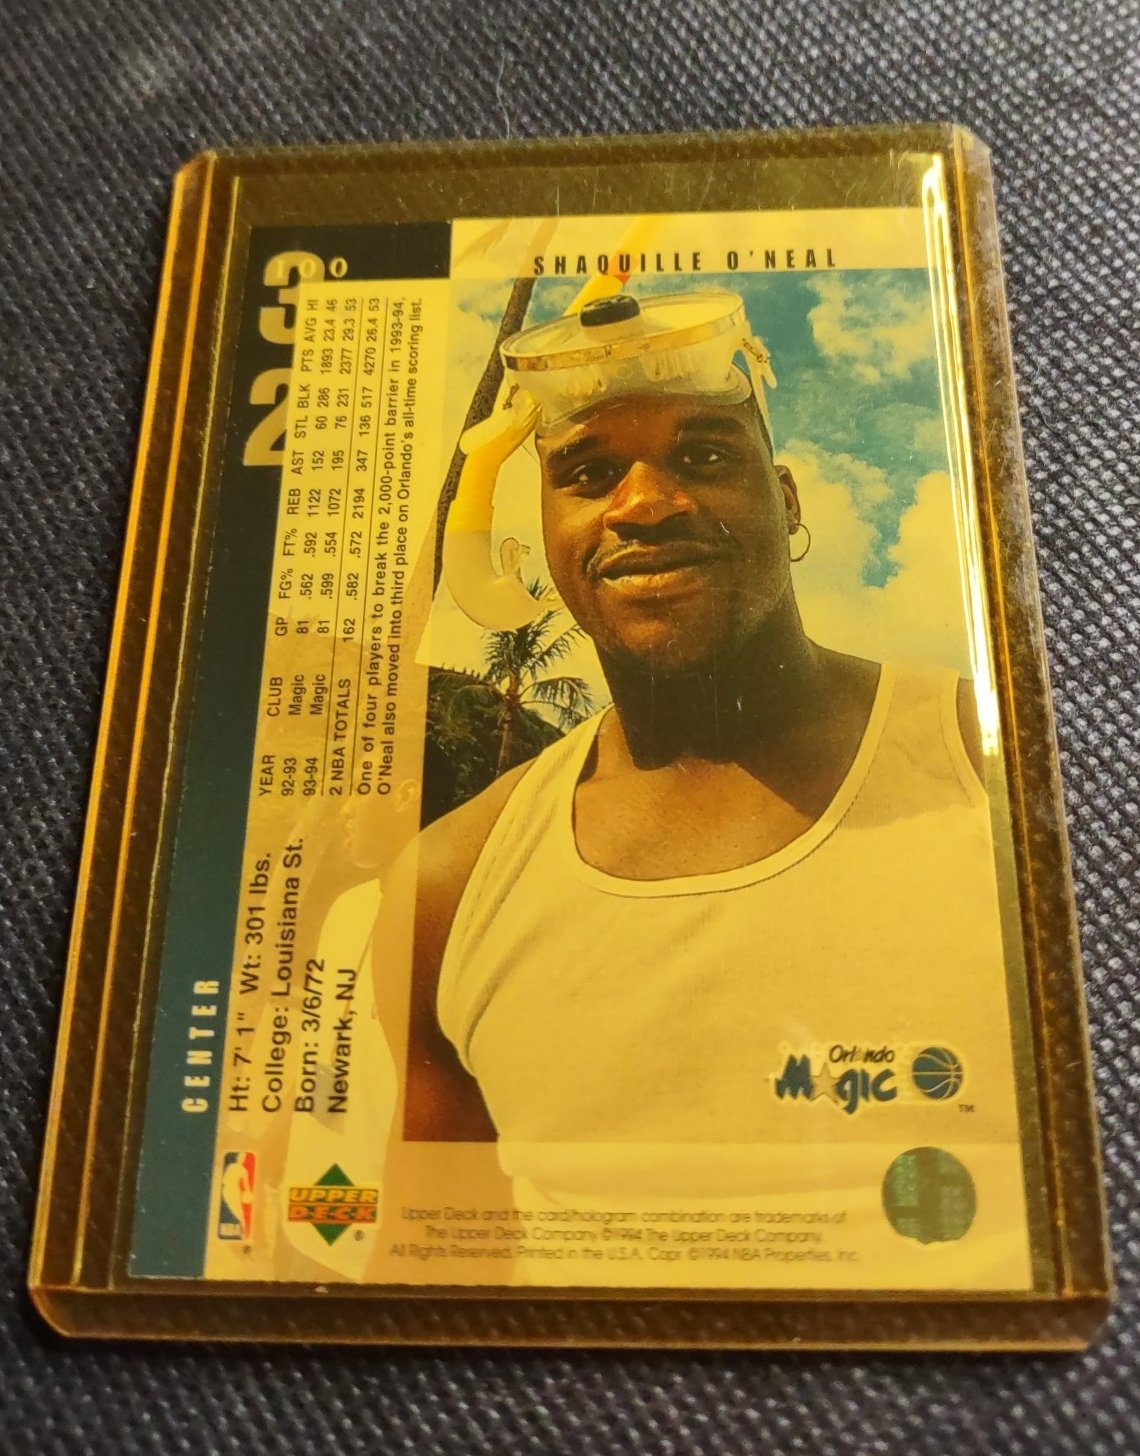 SHAQUILLE O'NEAL
100
23
CENTER
Ht: 7' 1" Wt: 301 lbs.
College: Louisiana St.
Born: 3/6/72
Newark, NJ
YEAR CLUB GP FG% FT% REB AST STL BLK PTS AVG HI
92-93 Magic 81 .562 .592 1122 152 60 286 1893 23.4 46
93-94 Magic 81 .599 .554 1072 195 76 231 2377 29.3 53
2 NBA TOTALS 162 .582 .572 2194 347 136 517 4270 26.4 53
One of four players to break the 2,000-point barrier in 1993-94,
O'Neal also moved into third place on Orlando's all-time scoring list.
Orlando
Magic
TM
NBA
®
UPPER
DECK
®
Upper Deck and the card/hologram combination are trademarks of
The Upper Deck Company. ©1994 The Upper Deck Company.
All Rights Reserved. Printed in the U.S.A. Copr. ©1994 NBA Properties, Inc.